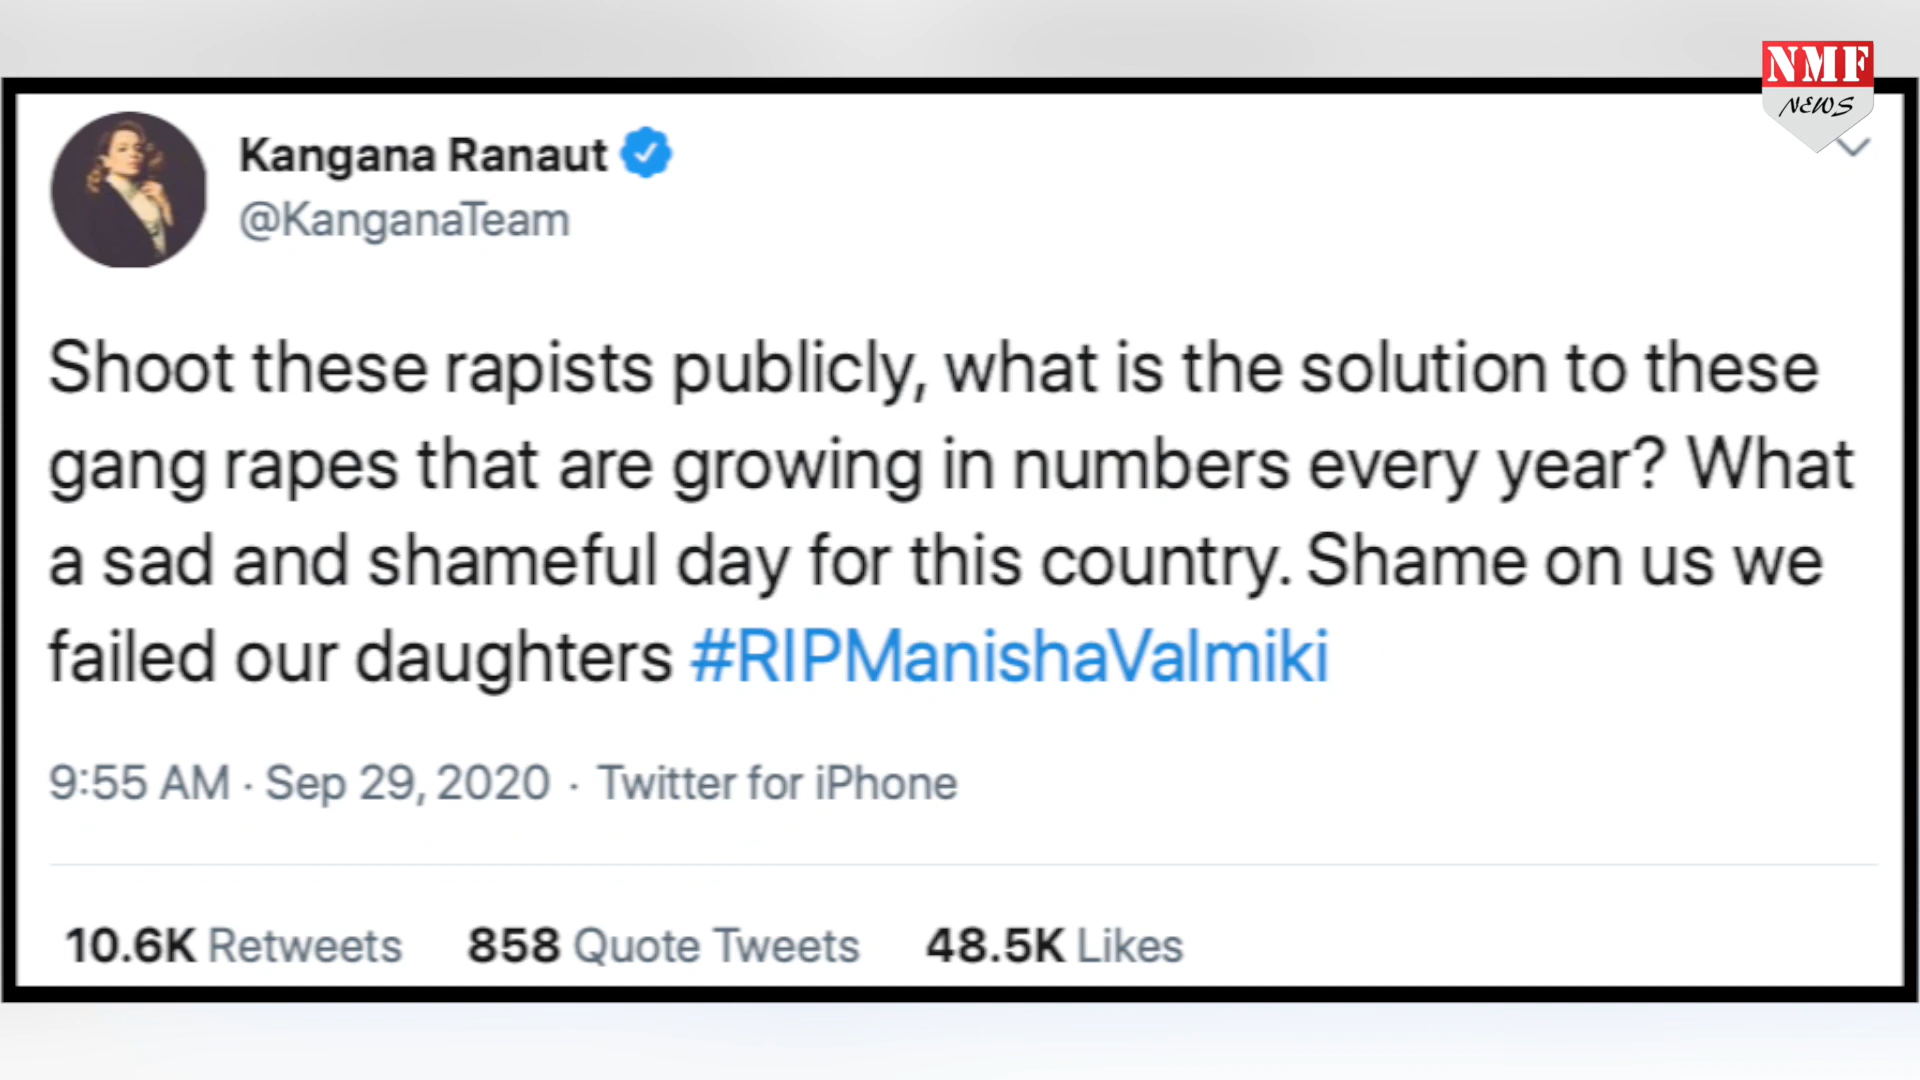 NMF
NEWS
Kangana Ranaut
@KanganaTeam
Shoot these rapists publicly, what is the solution to these
gang rapes that are growing in numbers every year? What
a sad and shameful day for this country. Shame on us we
failed our daughters #RIPManishaValmiki
9:55 AM · Sep 29, 2020 · Twitter for iPhone
10.6K Retweets 858 Quote Tweets 48.5K Likes